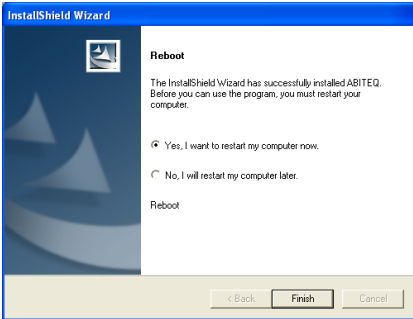 InstallShield Wizard
Reboot
The InstallShield Wizard has successfully installed ABITEQ.
Before you can use the program, you must restart your
computer.
Yes, I want to restart my computer now.
No, I will restart my computer later.
Reboot
< Back
Finish
Cancel